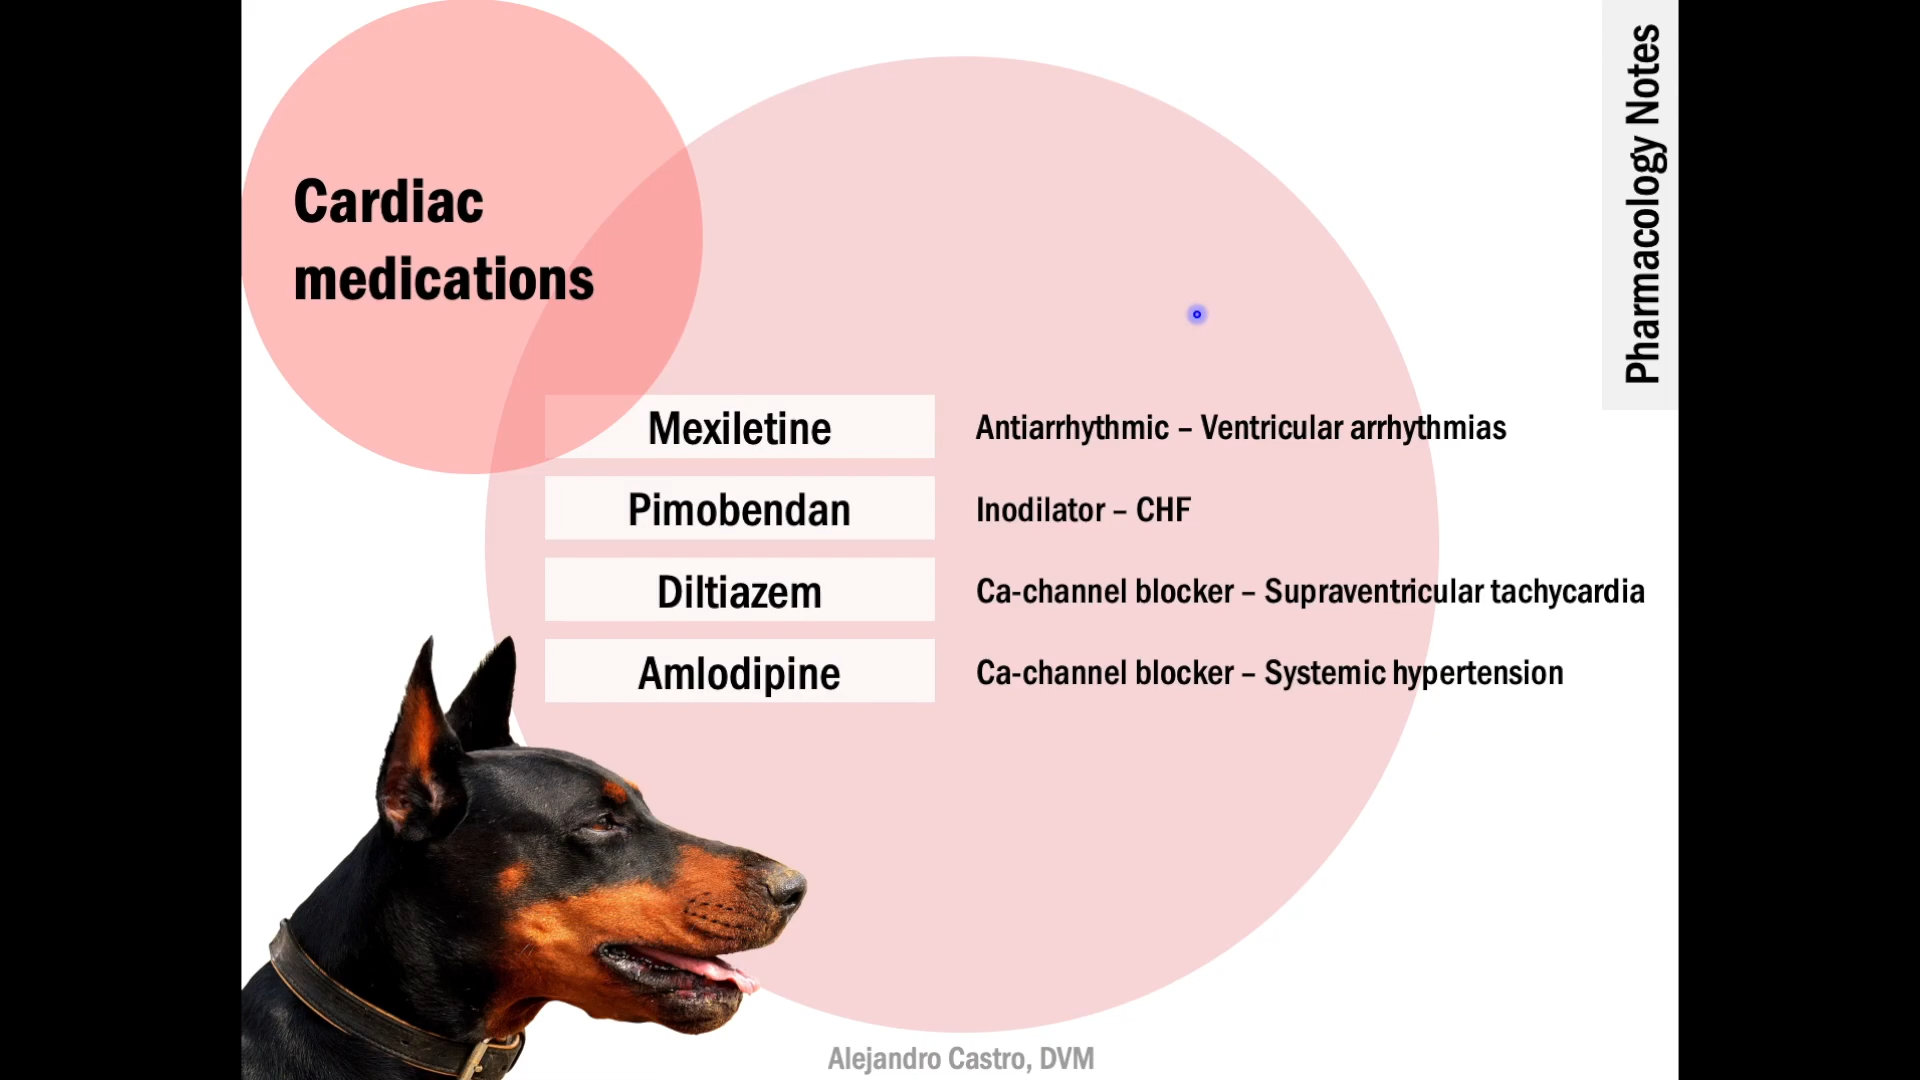 Cardiac
medications
Pharmacology Notes
Mexiletine Antiarrhythmic – Ventricular arrhythmias
Pimobendan Inodilator – CHF
Diltiazem Ca-channel blocker – Supraventricular tachycardia
Amlodipine Ca-channel blocker – Systemic hypertension
Alejandro Castro, DVM